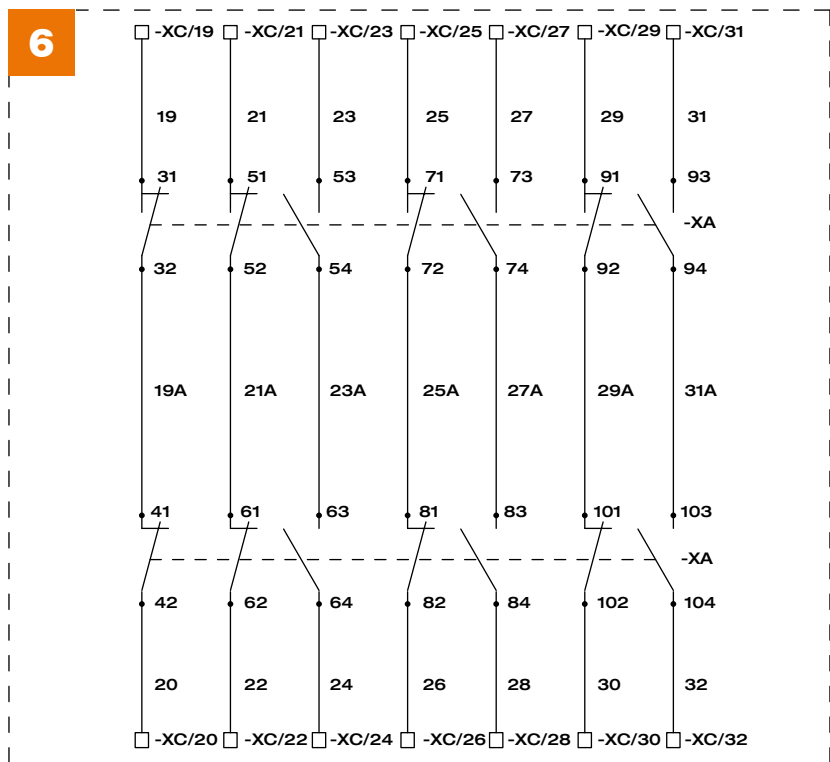 6
-XC/19 -XC/21 -XC/23 -XC/25 -XC/27 -XC/29 -XC/31
19 21 23 25 27 29 31
31 51 53 71 73 91 93
-XA
32 52 54 72 74 92 94
19A 21A 23A 25A 27A 29A 31A
41 61 63 81 83 101 103
-XA
42 62 64 82 84 102 104
20 22 24 26 28 30 32
-XC/20 -XC/22 -XC/24 -XC/26 -XC/28 -XC/30 -XC/32